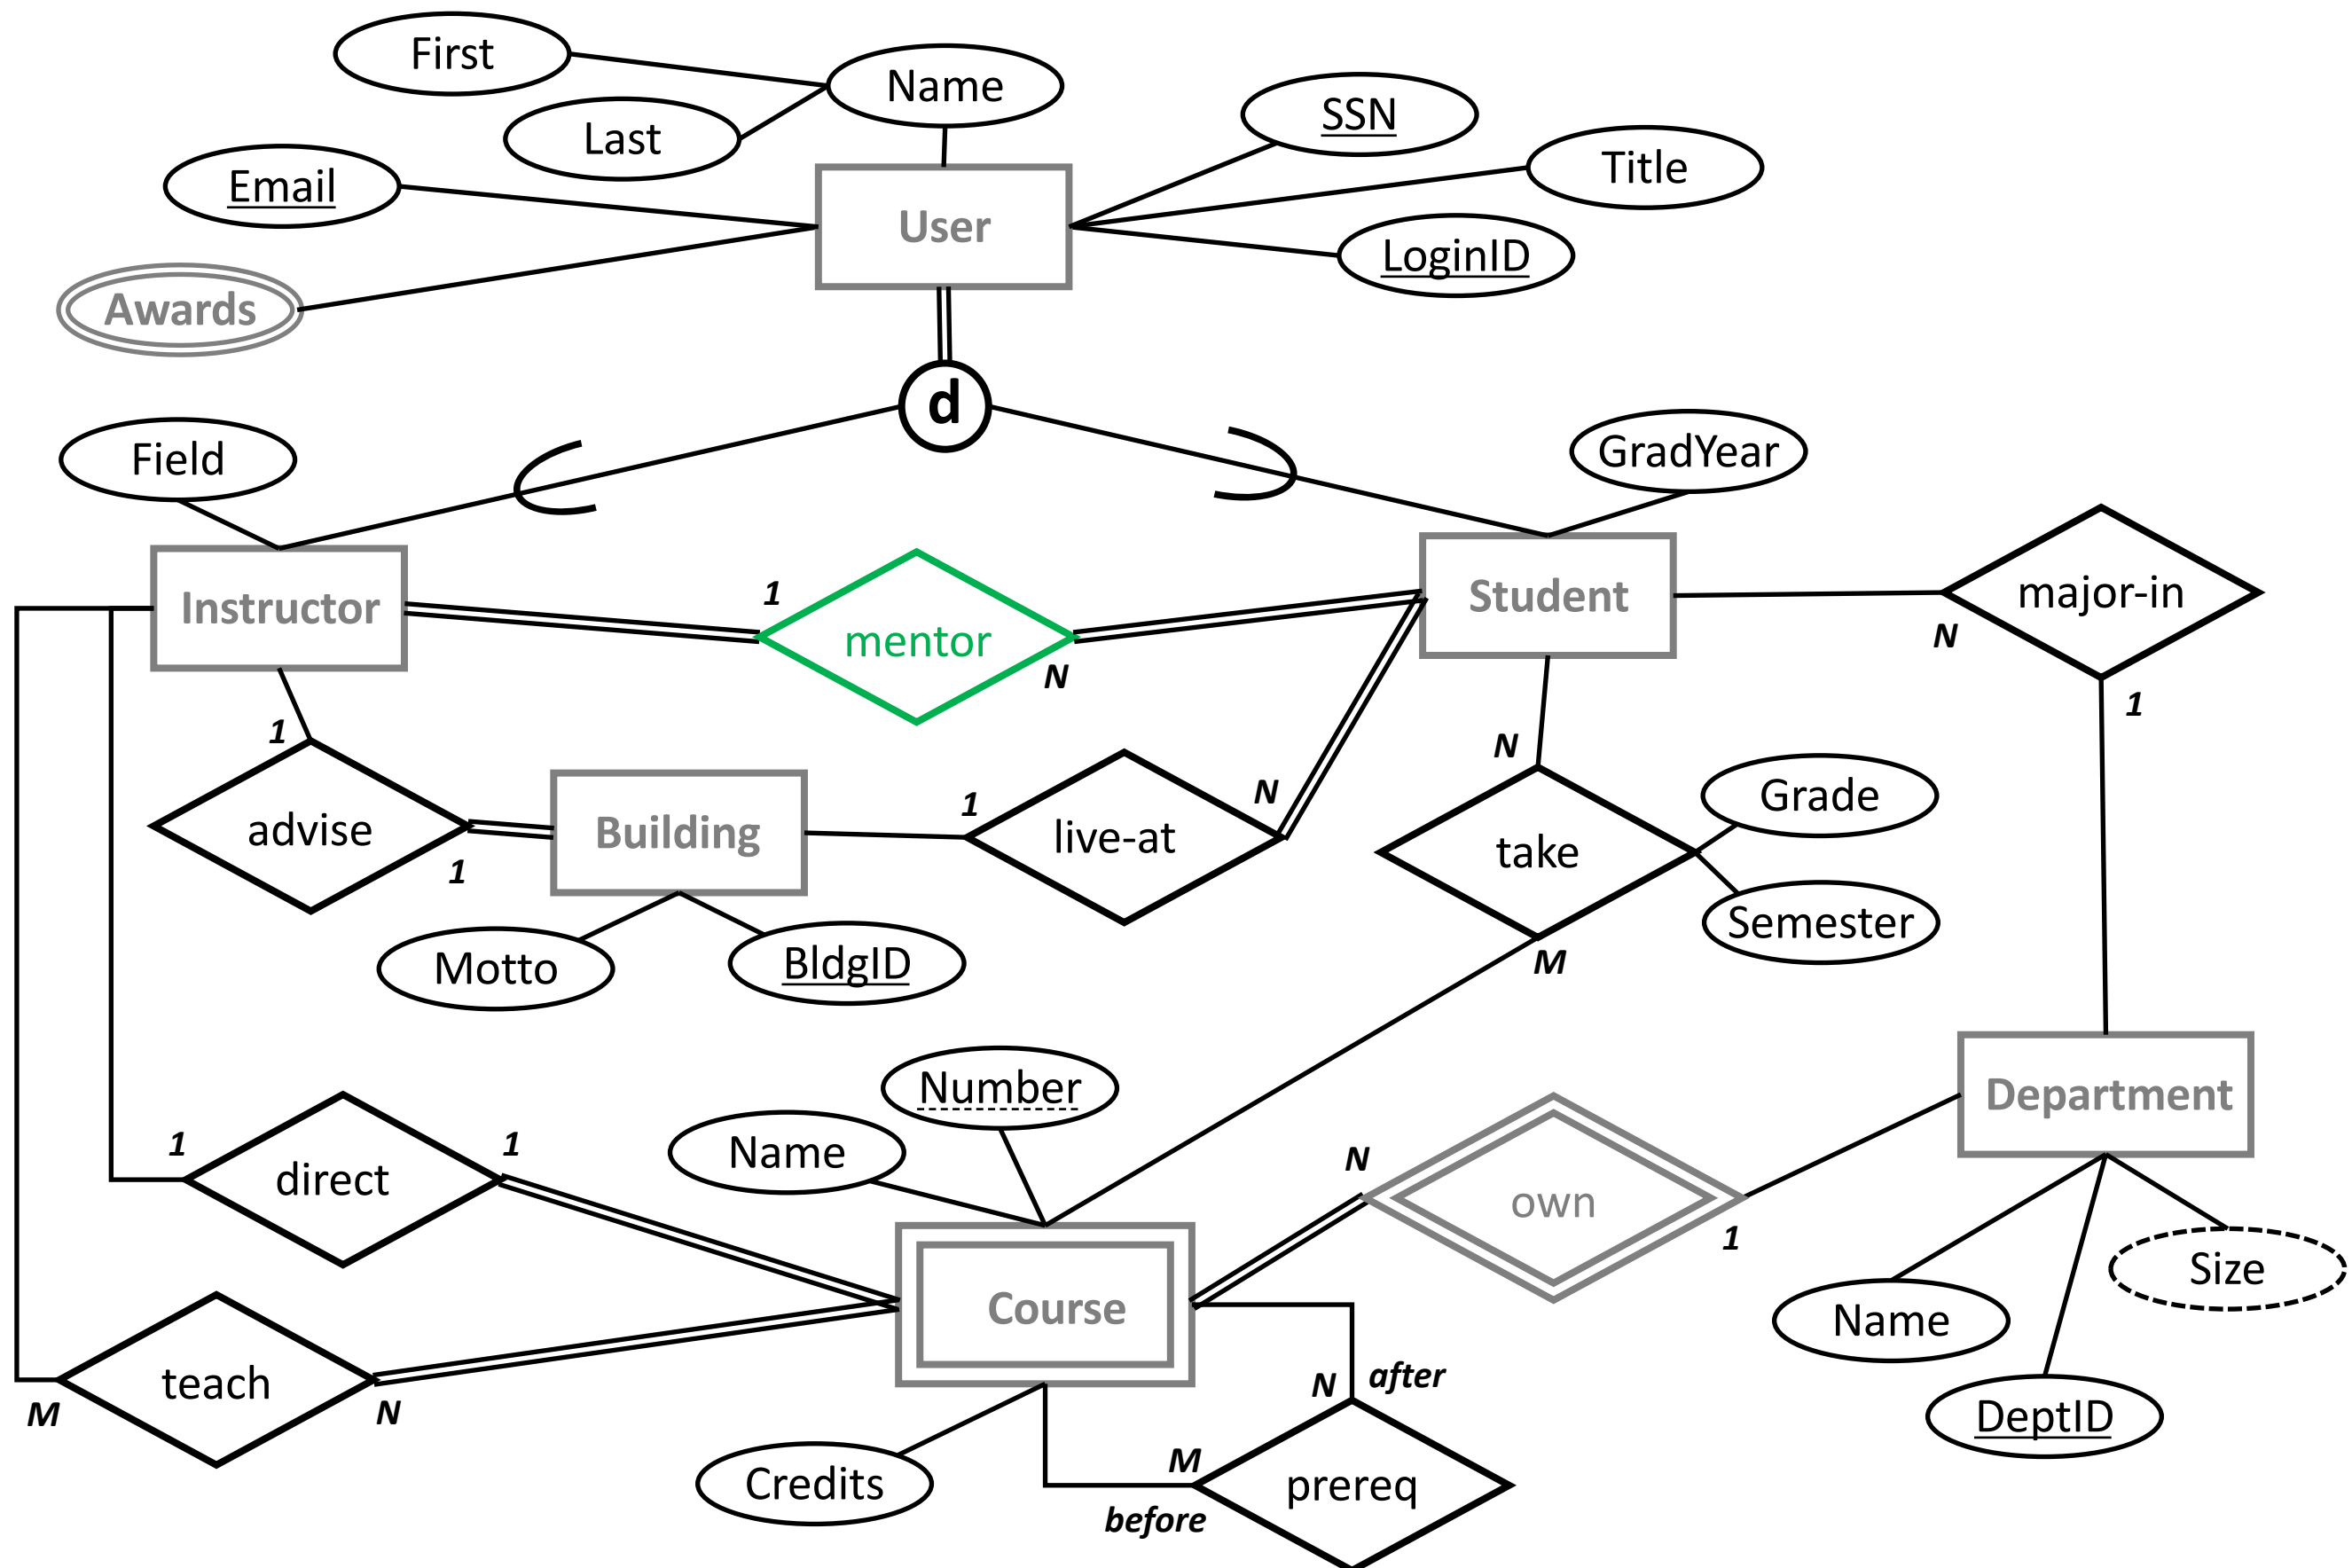 First
Name
Last
SSN
Email
Title
User
LoginID
Awards
d
Field
GradYear
Instructor
1
mentor
N
Student
N
major-in
1
1
advise
1
Building
1
live-at
N
N
take
Grade
Semester
M
Motto
BldgID
Number
Name
Department
1
direct
1
N
own
1
Size
Name
DeptID
Course
M
teach
N
after
N
Credits
M
before
prereq